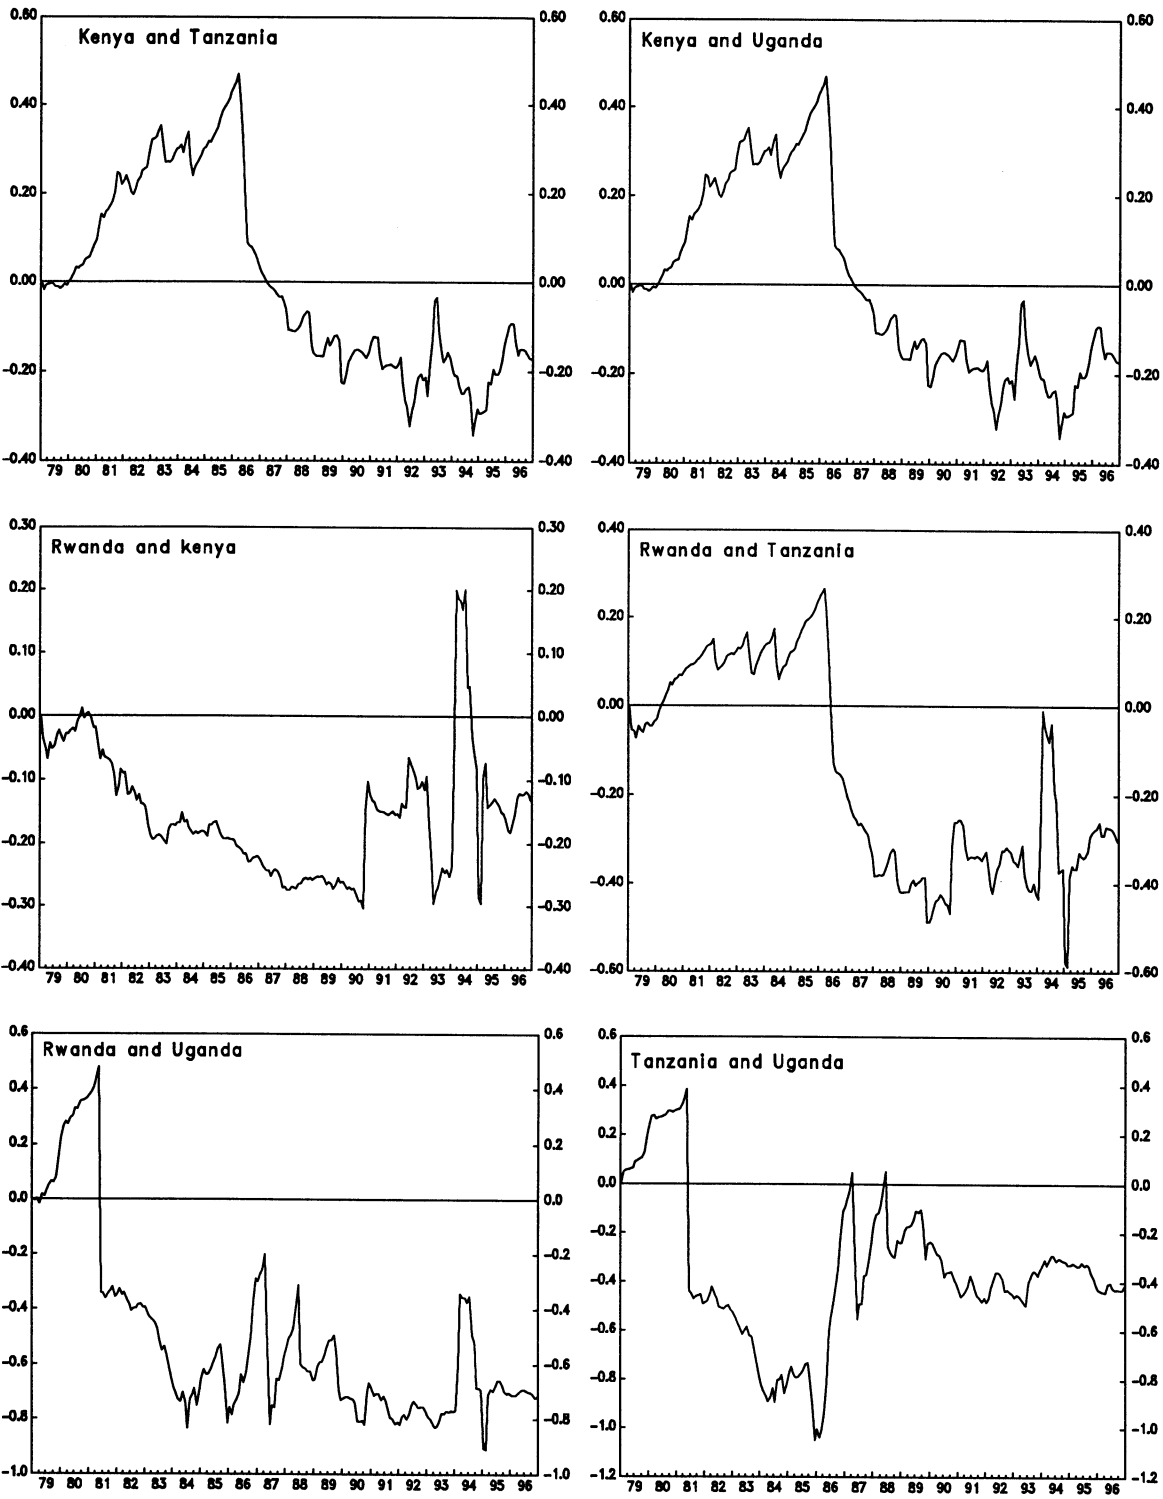 0.60 0.60 0.60 0.60
Kenya and Tanzania Kenya and Uganda
0.40 0.40 0.40 0.40
0.20 0.20 0.20 0.20
0.00 0.00 0.00 0.00
-0.20 -0.20 -0.20 -0.20
-0.40 -0.40 -0.40 -0.40
79 80 81 82 83 84 85 86 87 88 89 90 91 92 93 94 95 96 79 80 81 82 83 84 85 86 87 88 89 90 91 92 93 94 95 96
0.30 0.30 0.40 0.40
Rwanda and kenya Rwanda and Tanzania
0.20 0.20 0.20 0.20
0.10 0.10
0.00 0.00 0.00 0.00
-0.10 -0.10 -0.20 -0.20
-0.20 -0.20
-0.30 -0.30 -0.40 -0.40
-0.40 -0.40 -0.60 -0.60
79 80 81 82 83 84 85 86 87 88 89 90 91 92 93 94 95 96 79 80 81 82 83 84 85 86 87 88 89 90 91 92 93 94 95 96
0.6 0.6 0.6 0.6
Rwanda and Uganda Tanzania and Uganda
0.4 0.4 0.4 0.4
0.2 0.2 0.2 0.2
0.0 0.0 0.0 0.0
-0.2 -0.2 -0.2 -0.2
-0.4 -0.4 -0.4 -0.4
-0.6 -0.6 -0.6 -0.6
-0.8 -0.8 -0.8 -0.8
-1.0 -1.0 -1.0 -1.0
-1.2 -1.2
79 80 81 82 83 84 85 86 87 88 89 90 91 92 93 94 95 96 79 80 81 82 83 84 85 86 87 88 89 90 91 92 93 94 95 96